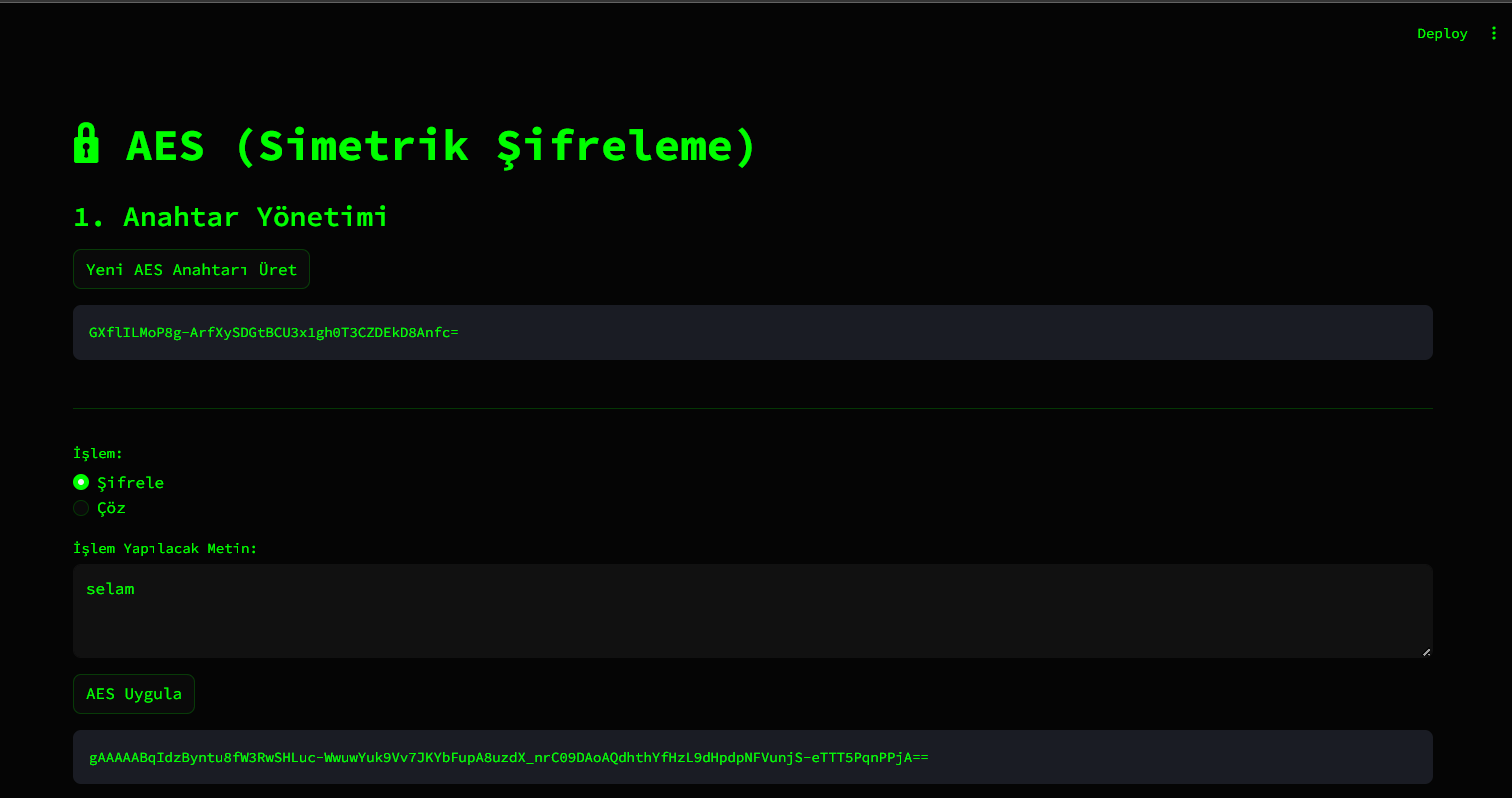 Deploy
AES (Simetrik Şifreleme)
1. Anahtar Yönetimi
Yeni AES Anahtarı Üret
GXflILMoP8g-ArfXySDGtBCU3x1gh0T3CZDEkD8Anfc=
İşlem:
Şifrele
Çöz
İşlem Yapılacak Metin:
selam
AES Uygula
gAAAAABqIdzByntu8fW3RwSHLuc-WwuwYuk9Vv7JKYbFupA8uzdX_nrC09DAoAQdhthYfHzL9dHpdpNFVunjS-eTTT5PqnPPjA==